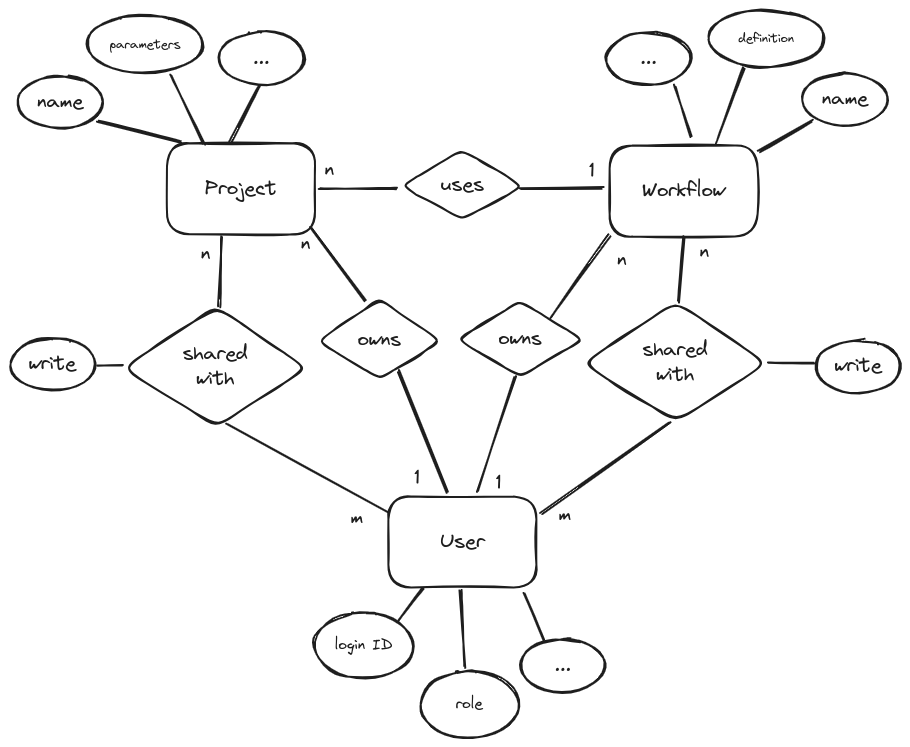 parameters
...
name
...
definition
name
Project
n
uses
1
Workflow
n
n
n
n
write
shared
with
owns
owns
shared
with
write
1
1
m
m
User
login ID
role
...